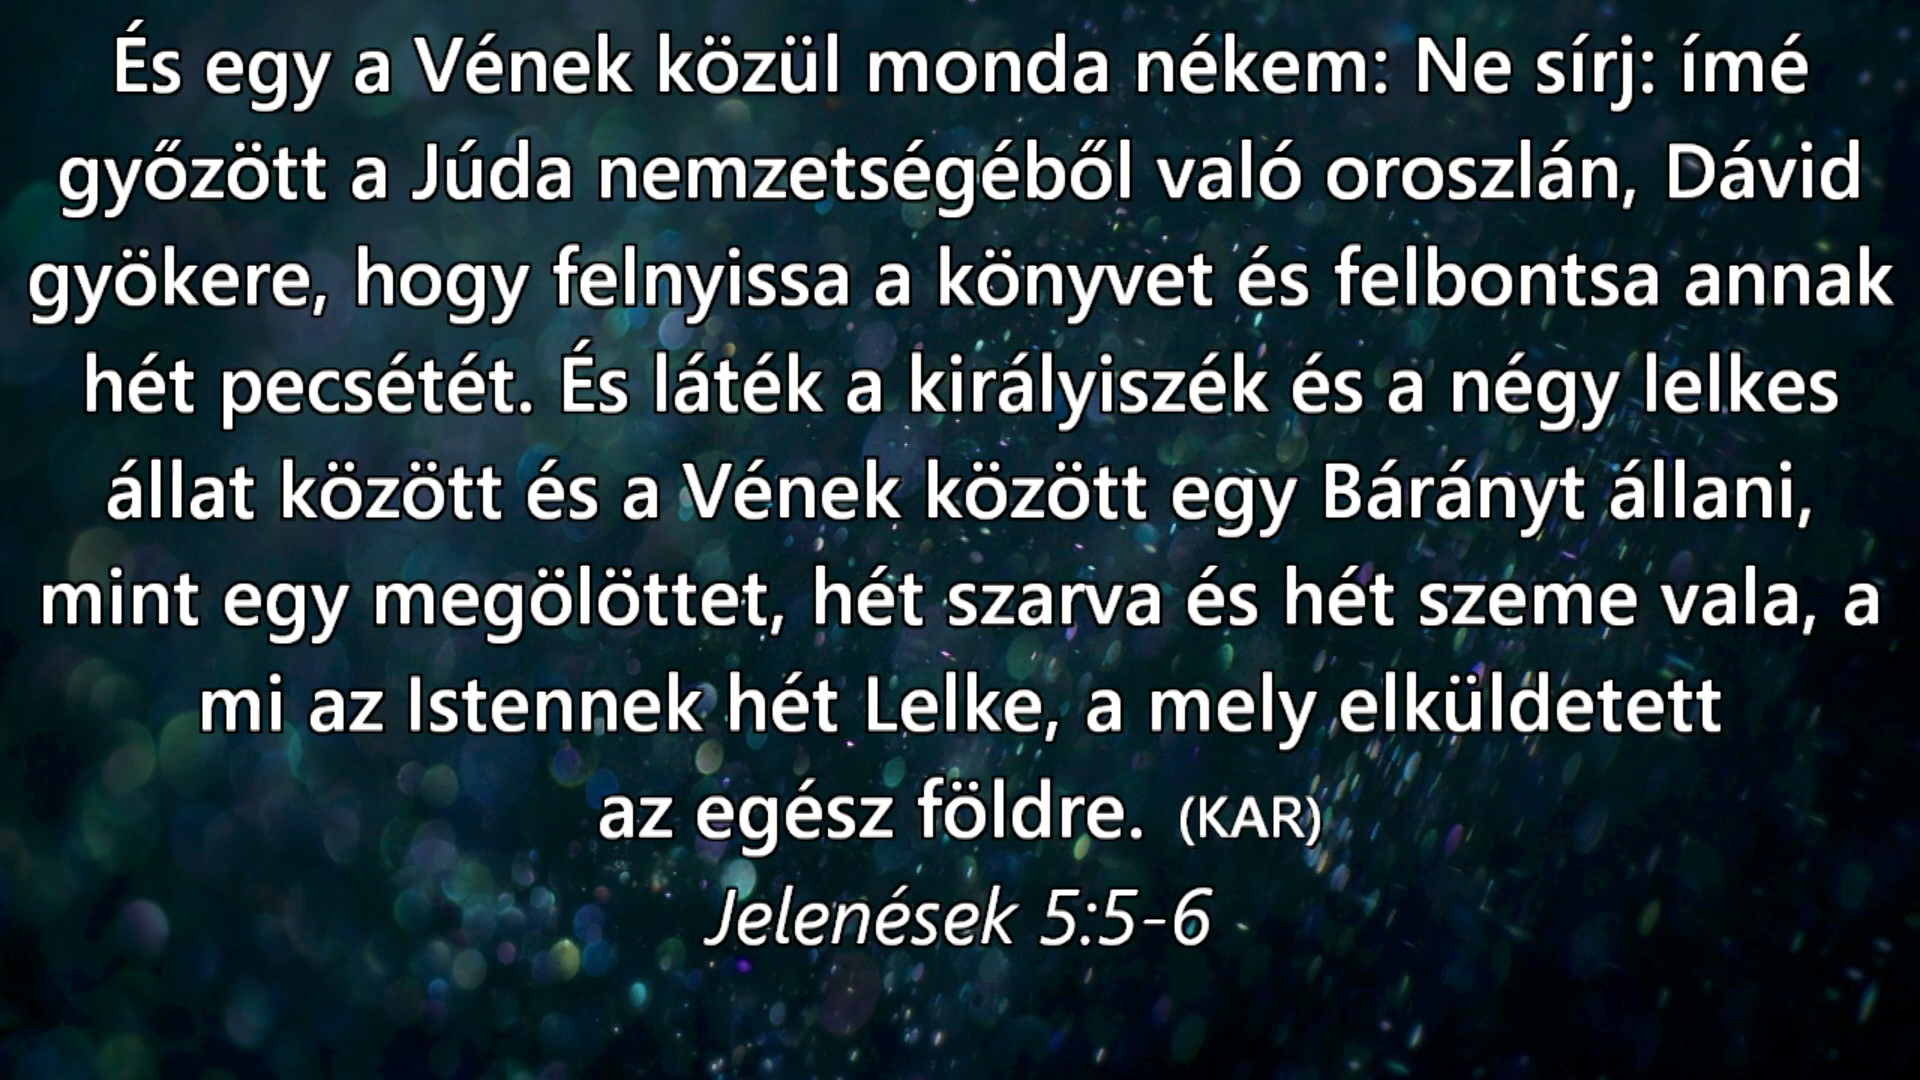 És egy a Vének közül monda nékem: Ne sírj: ímé
győzött a Júda nemzetségéből való oroszlán, Dávid
gyökere, hogy felnyissa a könyvet és felbontsa annak
hét pecsétét. És láték a királyiszék és a négy lelkes
állat között és a Vének között egy Bárányt állani,
mint egy megölöttet, hét szarva és hét szeme vala, a
mi az Istennek hét Lelke, a mely elküldetett
az egész földre. (KAR)
Jelenések 5:5-6